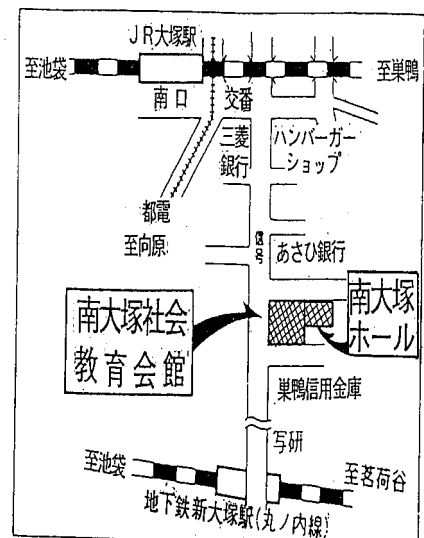 JR大塚駅
至池袋
至巣鴨
南口
交番
三菱
銀行
ハンバーガー
ショップ
都電
至向原
信号
あさひ銀行
南大塚社会
教育会館
南大塚
ホール
巣鴨信用金庫
写研
至池袋
至茗荷谷
地下鉄新大塚駅(丸ノ内線)